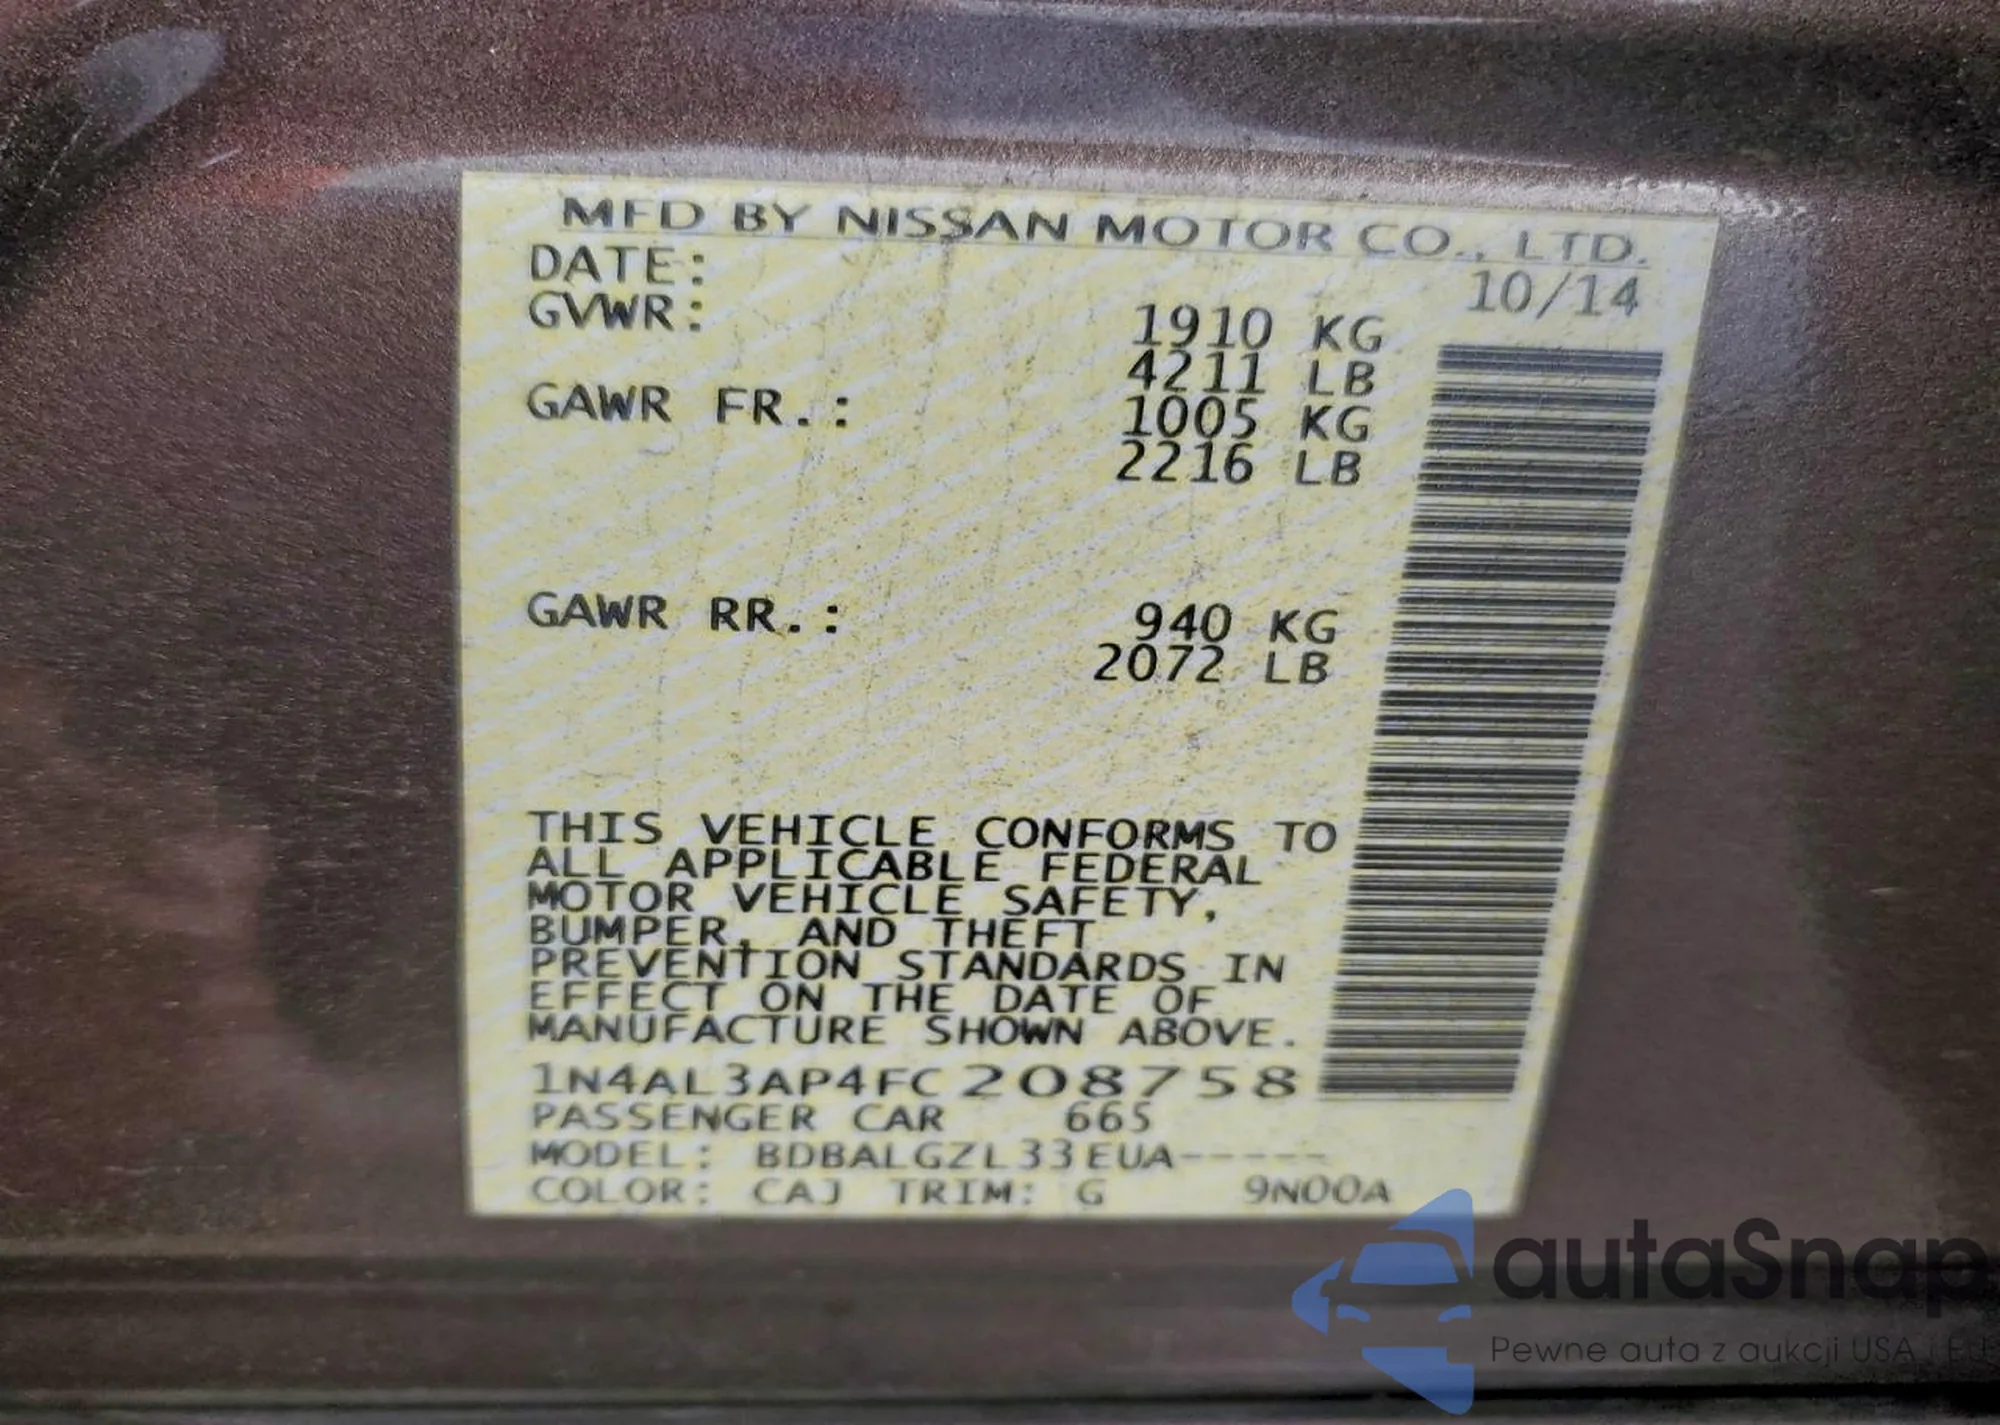 MFD BY NISSAN MOTOR CO., LTD.
DATE: 10/14
GVWR: 1910 KG
4211 LB
GAWR FR.: 1005 KG
2216 LB
GAWR RR.: 940 KG
2072 LB
THIS VEHICLE CONFORMS TO
ALL APPLICABLE FEDERAL
MOTOR VEHICLE SAFETY,
BUMPER, AND THEFT
PREVENTION STANDARDS IN
EFFECT ON THE DATE OF
MANUFACTURE SHOWN ABOVE.
1N4AL3AP4FC208758
PASSENGER CAR 665
MODEL: BDBALGZL33EUA-----
COLOR: CAJ TRIM: G 9N00A
autaSnap
Pewne auta z aukcji USA i EU